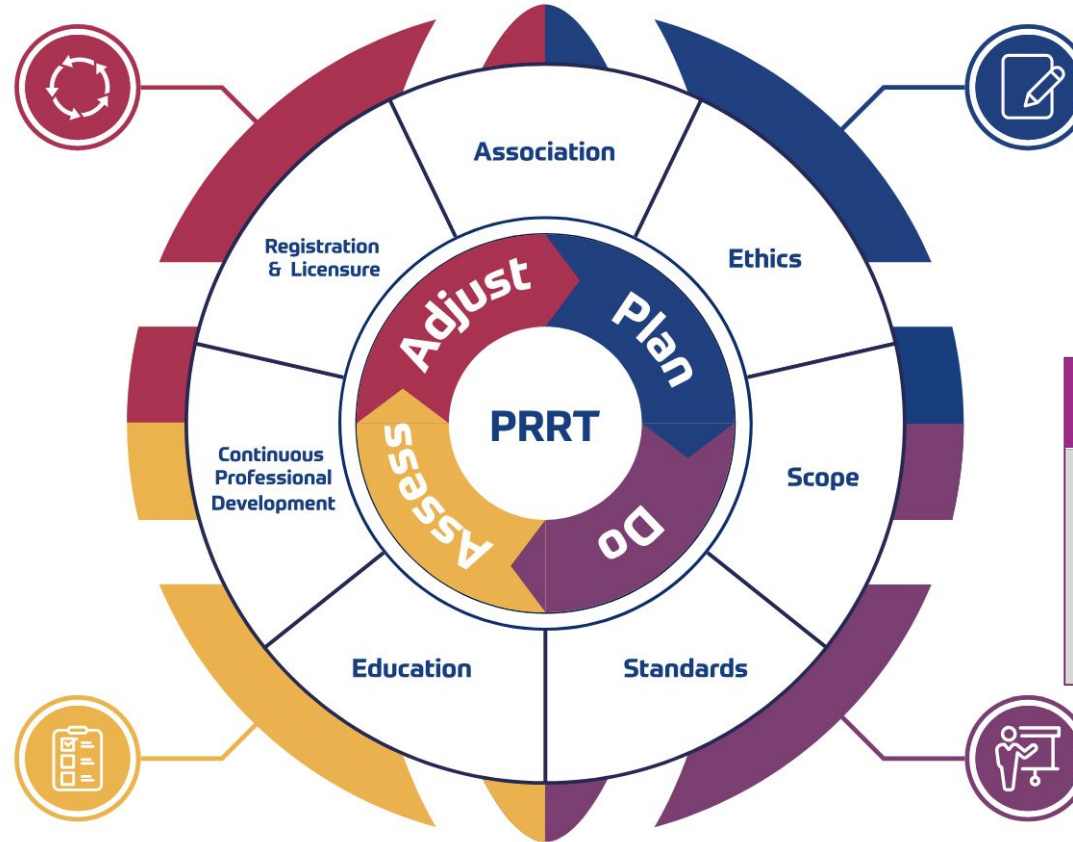 Association
Ethics
Scope
Standards
Education
Continuous
Professional
Development
Registration
& Licensure
Adjust
Plan
Do
Assess
PRRT